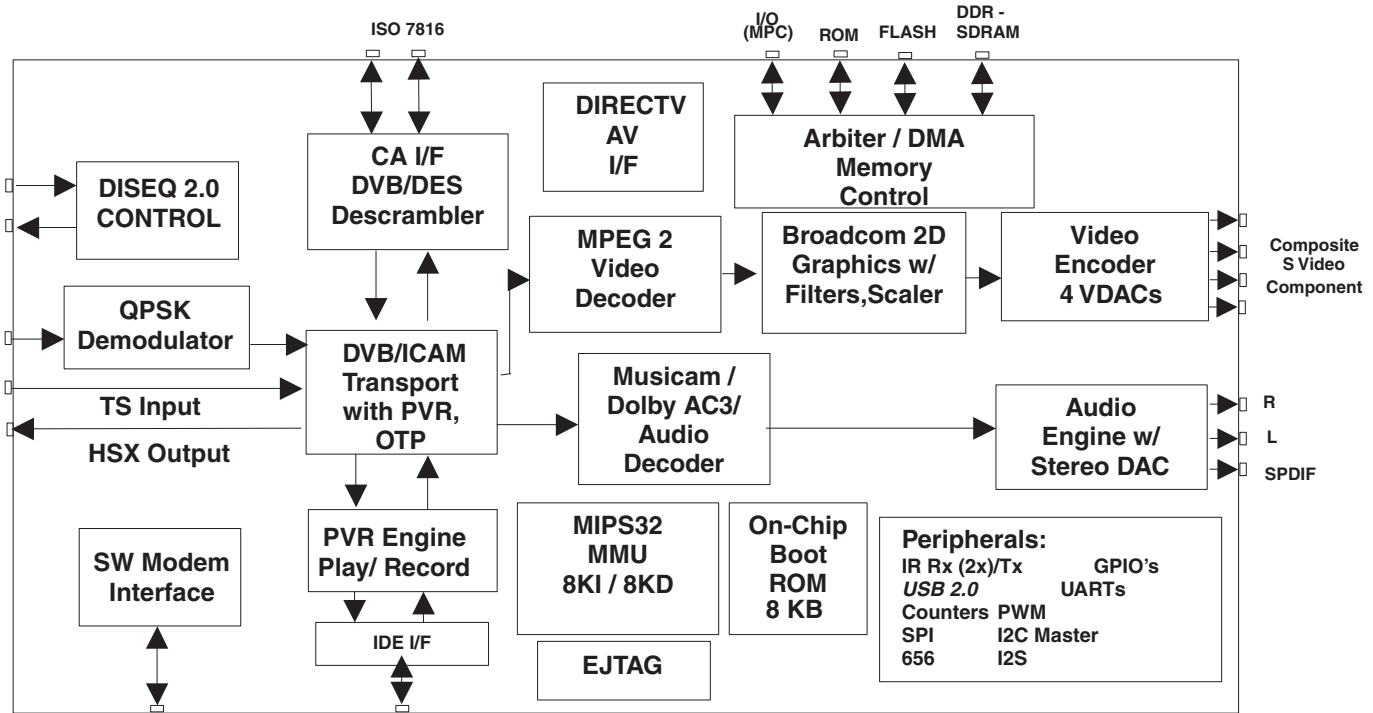 ISO 7816
I/O
(MPC)
ROM
FLASH
DDR -
SDRAM
DIRECTV
AV
I/F
Arbiter / DMA
Memory
Control
CA I/F
DVB/DES
Descrambler
DISEQ 2.0
CONTROL
MPEG 2
Video
Decoder
Broadcom 2D
Graphics w/
Filters,Scaler
Video
Encoder
4 VDACs
Composite
S Video
Component
QPSK
Demodulator
DVB/ICAM
Transport
with PVR,
OTP
TS Input
HSX Output
Musicam /
Dolby AC3/
Audio
Decoder
Audio
Engine w/
Stereo DAC
R
L
SPDIF
SW Modem
Interface
PVR Engine
Play/ Record
IDE I/F
MIPS32
MMU
8KI / 8KD
EJTAG
On-Chip
Boot
ROM
8 KB
Peripherals:
IR Rx (2x)/Tx GPIO's
USB 2.0 UARTs
Counters PWM
SPI I2C Master
656 I2S